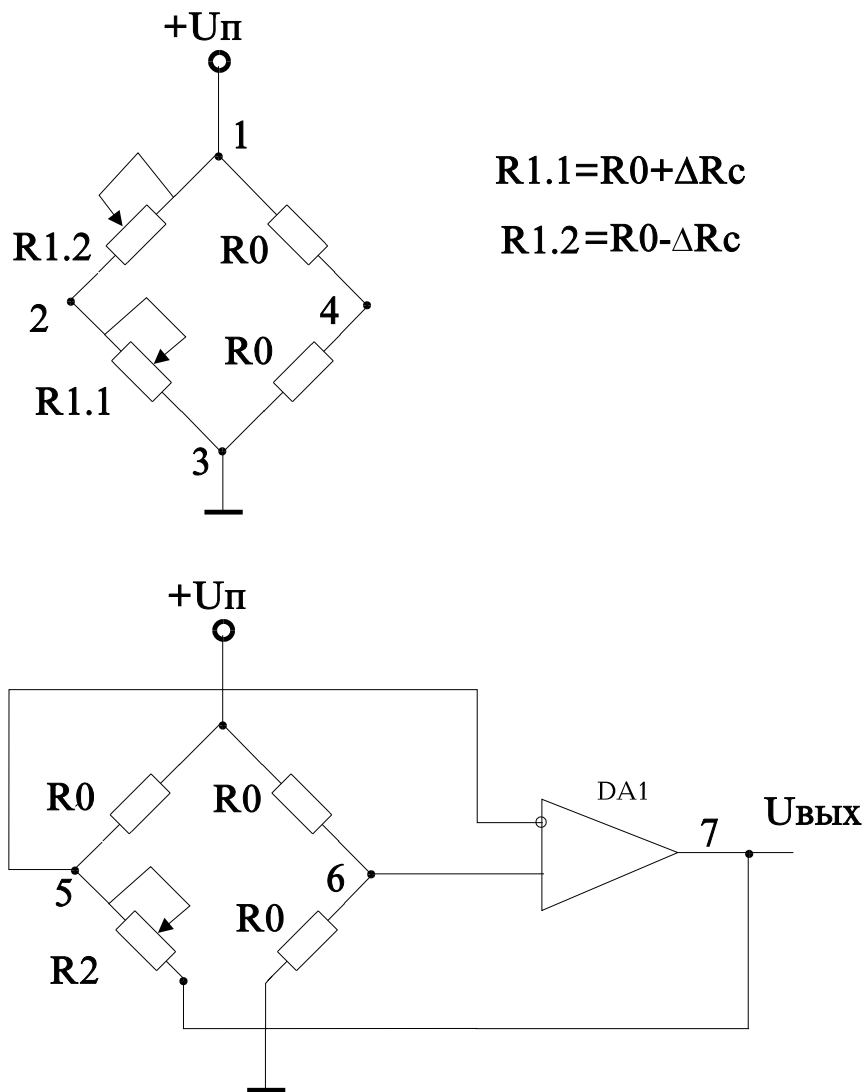 +Uп
1
R1.1=R0+ΔRc
R1.2=R0-ΔRc
R1.2
R0
2
4
R0
R1.1
3
+Uп
R0
R0
DA1
Uвых
7
5
6
R0
R2